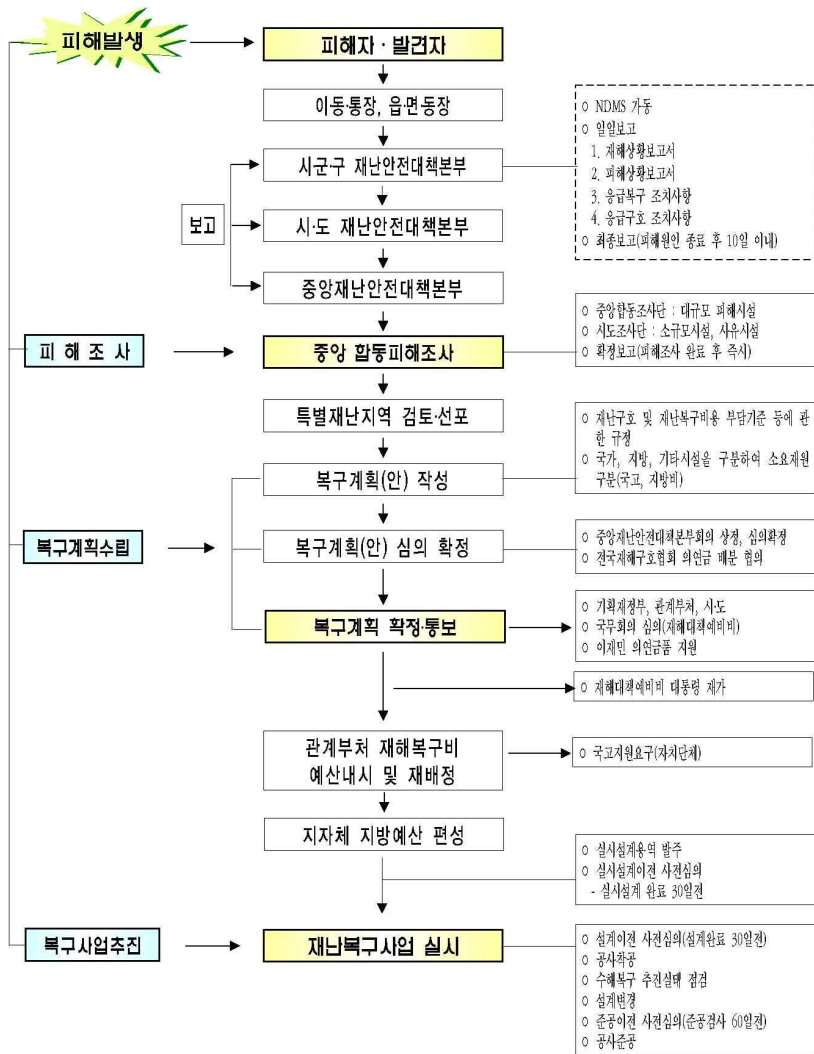 피해발생
피해자 · 발견자
이동·통장, 읍·면·동장
시·군·구 재난안전대책본부
보고
시·도 재난안전대책본부
중앙재난안전대책본부
○ NDMS 가동
○ 일일보고
1. 재해상황보고서
2. 피해상황보고서
3. 응급복구 조치사항
4. 응급구호 조치사항
○ 최종보고(피해원인 종료 후 10일 이내)
피 해 조 사
중앙 합동피해조사
○ 중앙합동조사단 : 대규모 피해시설
○ 시도조사단 : 소규모시설, 사유시설
○ 확정보고(피해조사 완료 후 즉시)
특별재난지역 검토·선포
복구계획(안) 작성
○ 재난구호 및 재난복구비용 부담기준 등에 관
한 규정
○ 국가, 지방, 기타시설을 구분하여 소요재원
구분(국고, 지방비)
복구계획수립
복구계획(안) 심의 확정
○ 중앙재난안전대책본부회의 상정, 심의확정
○ 전국재해구호협회 의연금 배분 협의
복구계획 확정·통보
○ 기획재정부, 관계부처, 시·도
○ 국무회의 심의(재해대책예비비)
○ 이재민 의연금품 지원
○ 재해대책예비비 대통령 재가
관계부처 재해복구비
예산내시 및 재배정
○ 국고지원요구(자치단체)
지자체 지방예산 편성
○ 실시설계용역 발주
○ 실시설계이전 사전심의
- 실시설계 완료 30일전
복구사업추진
재난복구사업 실시
○ 설계이전 사전심의(설계완료 30일전)
○ 공사착공
○ 수해복구 추진실태 점검
○ 설계변경
○ 준공이전 사전심의(준공검사 60일전)
○ 공사준공